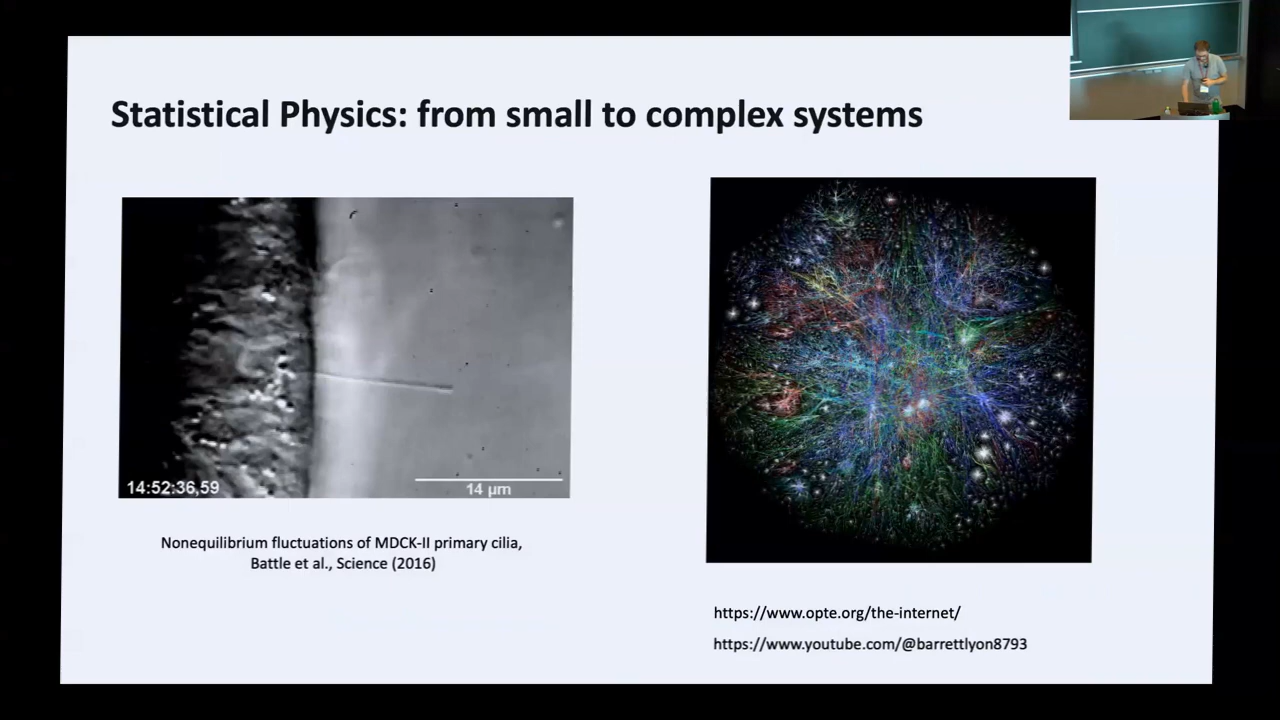 Statistical Physics: from small to complex systems
14:52:36,59
14 µm
Nonequilibrium fluctuations of MDCK-II primary cilia,
Battle et al., Science (2016)
https://www.opte.org/the-internet/
https://www.youtube.com/@barrettlyon8793